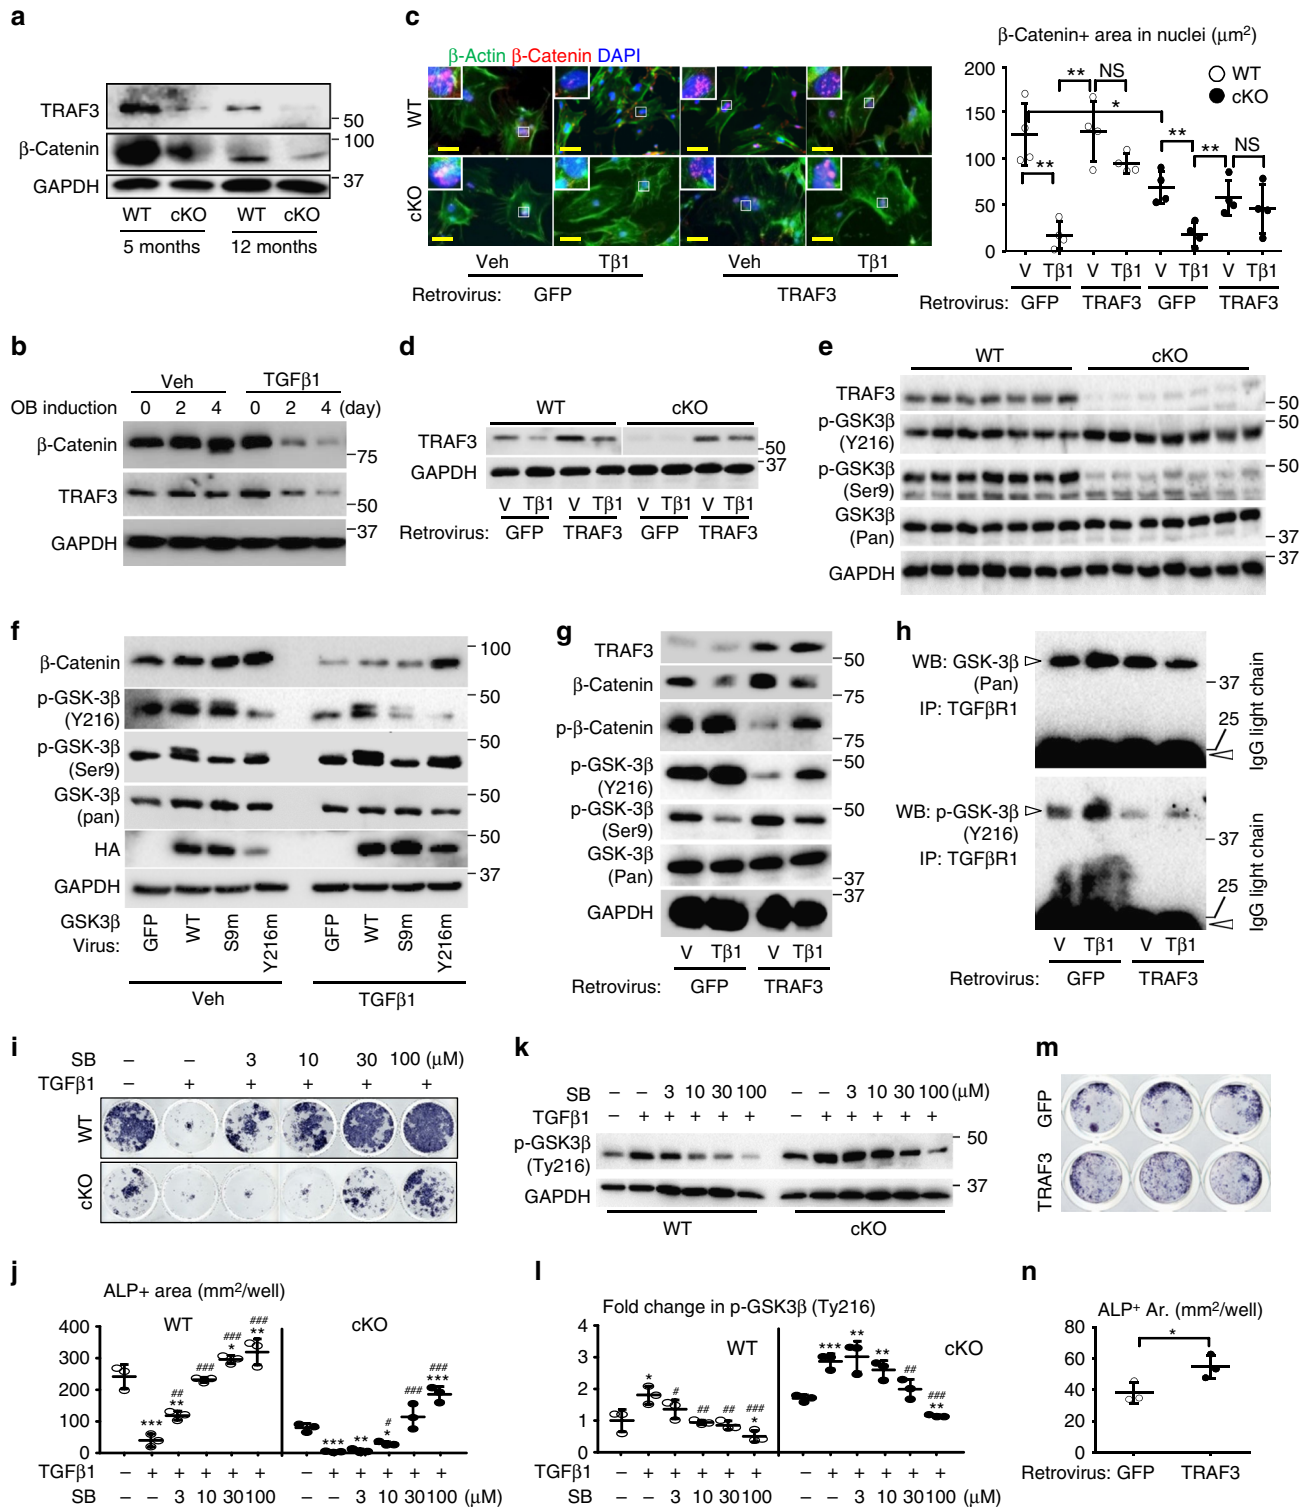 a
TRAF3
β-Catenin
GAPDH
50
100
37
WT cKO WT cKO
5 months 12 months
c
β-Actin β-Catenin DAPI
WT
cKO
Veh Tβ1 Veh Tβ1
Retrovirus: GFP TRAF3
β-Catenin+ area in nuclei (μm²)
200
150
100
50
0
WT
cKO
** NS
*
**
** ** NS
V Tβ1 V Tβ1 V Tβ1 V Tβ1
Retrovirus: GFP TRAF3 GFP TRAF3
b
Veh TGFβ1
OB induction 0 2 4 0 2 4 (day)
β-Catenin
75
TRAF3
50
37
GAPDH
d
WT cKO
TRAF3
50
37
GAPDH
V Tβ1 V Tβ1 V Tβ1 V Tβ1
Retrovirus: GFP TRAF3 GFP TRAF3
e
WT cKO
TRAF3
50
p-GSK3β
(Y216)
50
p-GSK3β
(Ser9)
50
GSK3β
(Pan)
37
37
GAPDH
f
β-Catenin
100
p-GSK-3β
(Y216)
50
p-GSK-3β
(Ser9)
50
GSK-3β
(pan)
50
HA
50
GAPDH
37
GSK3β
Virus:
GFP WT S9m Y216m GFP WT S9m Y216m
Veh TGFβ1
g
TRAF3
50
β-Catenin
75
p-β-Catenin
75
p-GSK-3β
(Y216)
50
p-GSK-3β
(Ser9)
50
GSK-3β
(Pan)
37
37
GAPDH
V Tβ1 V Tβ1
Retrovirus: GFP TRAF3
h
WB: GSK-3β
(Pan)
IP: TGFβR1
37
25
IgG light chain
WB: p-GSK-3β
(Y216)
IP: TGFβR1
37
25
IgG light chain
V Tβ1 V Tβ1
Retrovirus: GFP TRAF3
i
SB – – 3 10 30 100 (μM)
TGFβ1 – + + + + +
WT
cKO
k
SB – – 3 10 30 100 – – 3 10 30 100 (μM)
TGFβ1 – + + + + + – + + + + +
p-GSK3β
(Ty216)
50
GAPDH
37
WT cKO
m
GFP
TRAF3
j
ALP+ area (mm²/well)
WT cKO
400
300
200
100
0
***
##
**
###
###
*
###
**
***
**
#
*
###
###
***
TGFβ1 – + + + + + – + + + + +
SB – – 3 10 30 100 – – 3 10 30 100 (μM)
l
Fold change in p-GSK3β (Ty216)
WT cKO
4
3
2
1
0
*
#
##
##
###
*
***
**
**
##
###
**
TGFβ1 – + + + + + – + + + + +
SB – – 3 10 30 100 – – 3 10 30 100 (μM)
n
ALP⁺ Ar. (mm²/well)
80
60
40
20
0
*
Retrovirus: GFP TRAF3